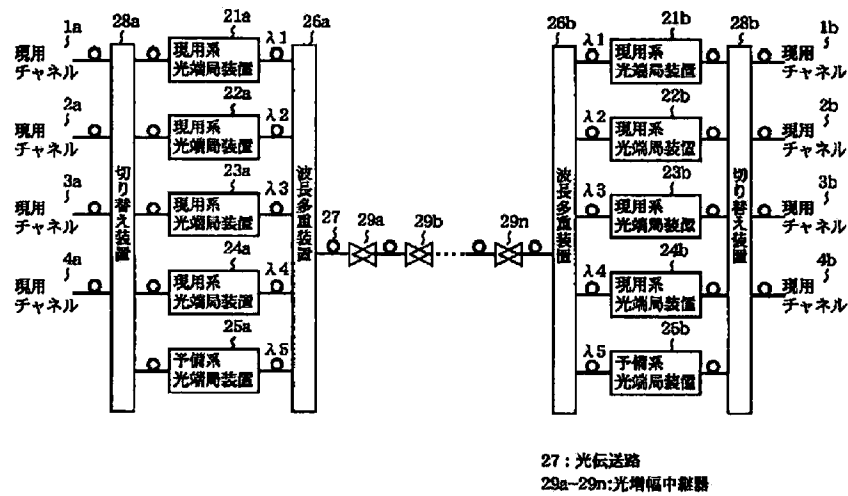 1a
28a
21a
26a
26b
21b
28b
1b
現用
チャネル
現用系
光端局装置
λ1
λ1
現用系
光端局装置
現用
チャネル
2a
22a
22b
2b
現用
チャネル
現用系
光端局装置
λ2
λ2
現用系
光端局装置
現用
チャネル
3a
23a
23b
3b
現用
チャネル
切り替え装置
現用系
光端局装置
λ3
波長多重装置
27
29a
29b
29n
波長多重装置
λ3
現用系
光端局装置
切り替え装置
現用
チャネル
4a
24a
24b
4b
現用
チャネル
現用系
光端局装置
λ4
λ4
現用系
光端局装置
現用
チャネル
25a
25b
予備系
光端局装置
λ5
λ5
予備系
光端局装置
27：光伝送路
29a~29n:光増幅中継器